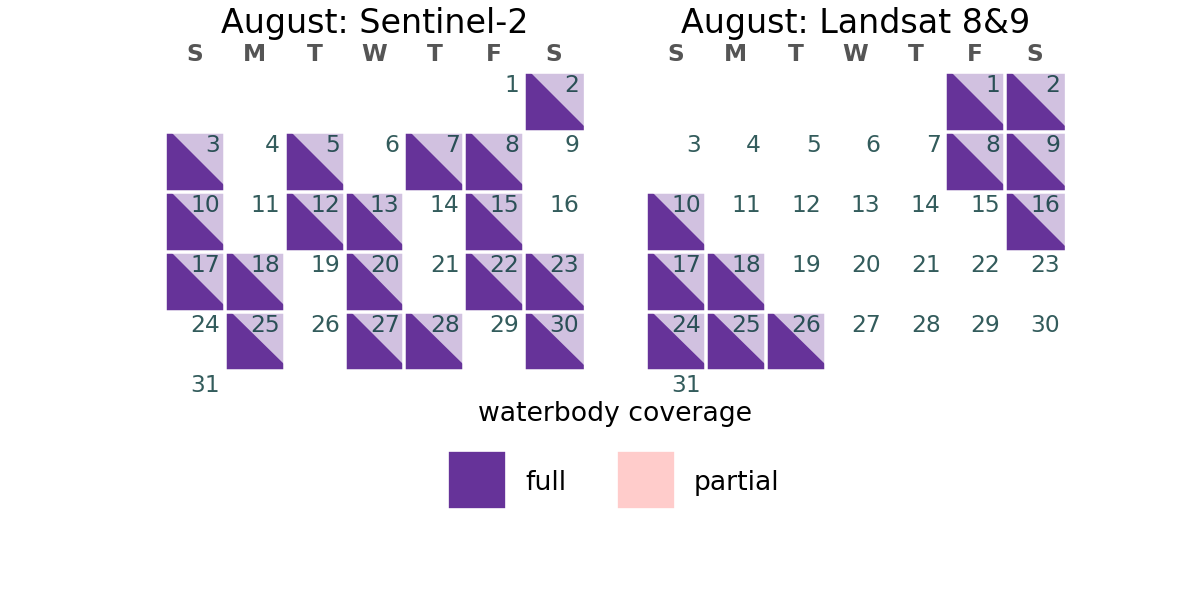 August: Sentinel-2
S M T W T F S
1 2
3 4 5 6 7 8 9
10 11 12 13 14 15 16
17 18 19 20 21 22 23
24 25 26 27 28 29 30
31
August: Landsat 8&9
S M T W T F S
1 2
3 4 5 6 7 8 9
10 11 12 13 14 15 16
17 18 19 20 21 22 23
24 25 26 27 28 29 30
31
waterbody coverage
full partial